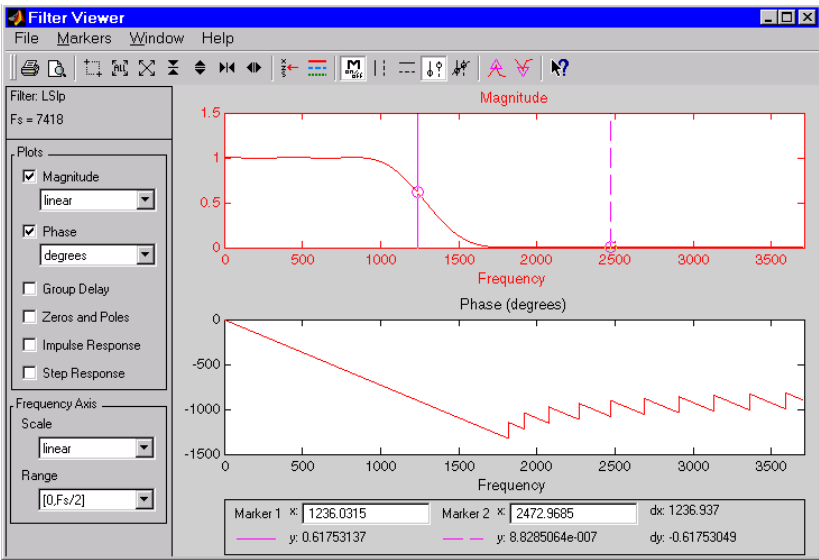 Filter Viewer
File Markers Window Help
Filter: LSlp
Fs = 7418
Plots
Magnitude
linear
Phase
degrees
Group Delay
Zeros and Poles
Impulse Response
Step Response
Frequency Axis
Scale
linear
Range
[0,Fs/2]
Magnitude
1.5
1
0.5
0
0 500 1000 1500 2000 2500 3000 3500
Frequency
Phase (degrees)
0
-500
-1000
-1500
0 500 1000 1500 2000 2500 3000 3500
Frequency
Marker 1 x: 1236.0315 Marker 2 x: 2472.9685 dx: 1236.937
y: 0.61753137 y: 8.8285064e-007 dy: -0.61753049